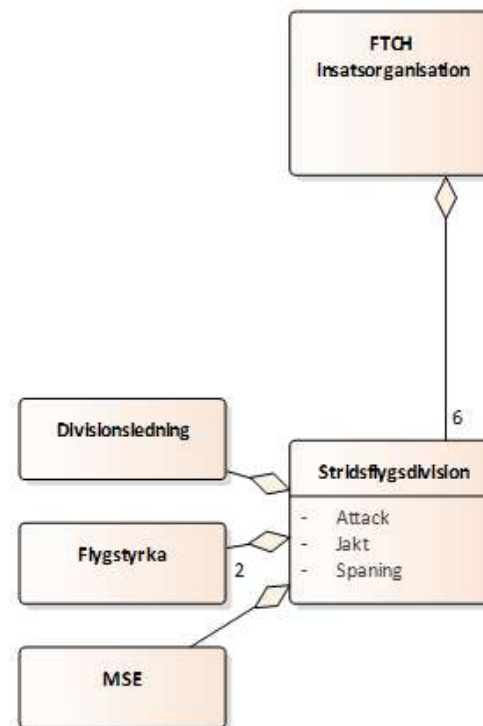 FTCH
Insatsorganisation
6
Divisionsledning
Stridsflygsdivision
- Attack
- Jakt
- Spaning
Flygstyrka
2
MSE